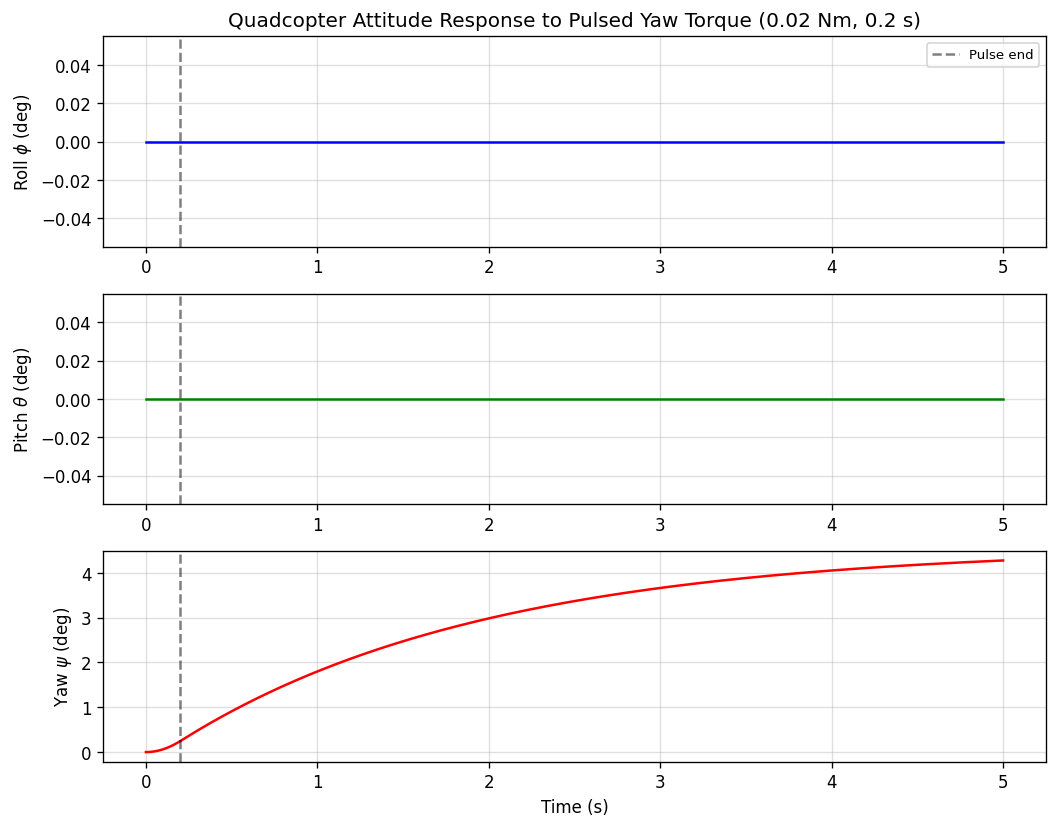 Quadcopter Attitude Response to Pulsed Yaw Torque (0.02 Nm, 0.2 s)
Pulse end
Roll ϕ (deg)
0.04
0.02
0.00
−0.02
−0.04
0 1 2 3 4 5
Pitch θ (deg)
0.04
0.02
0.00
−0.02
−0.04
0 1 2 3 4 5
Yaw ψ (deg)
4
3
2
1
0
0 1 2 3 4 5
Time (s)